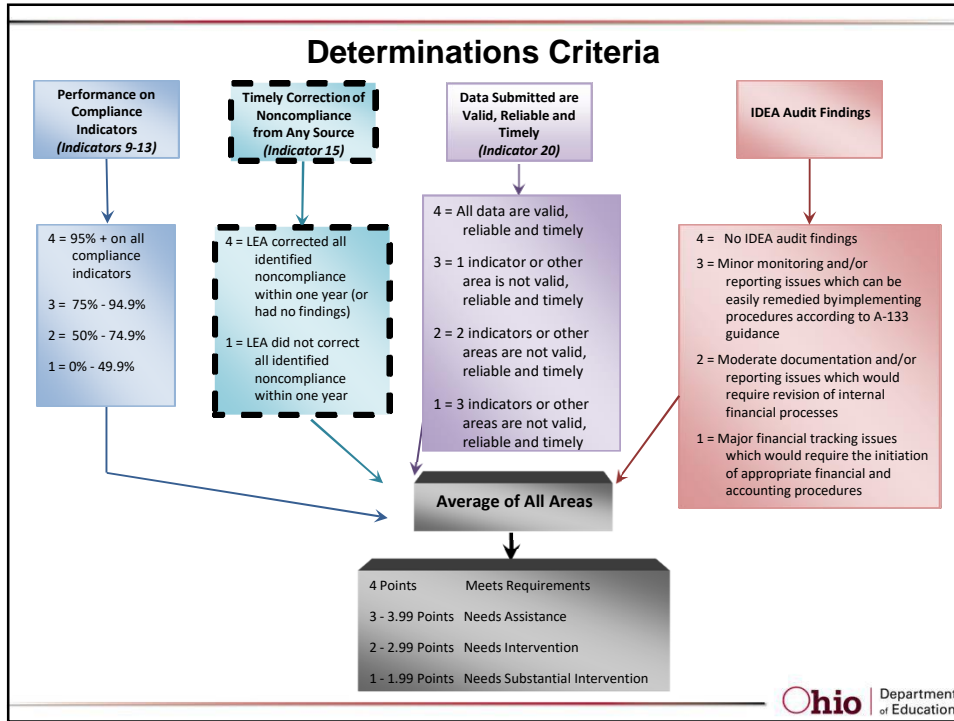 Determinations Criteria
Performance on
Compliance
Indicators
(Indicators 9-13)
Timely Correction of
Noncompliance
from Any Source
(Indicator 15)
Data Submitted are
Valid, Reliable and
Timely
(Indicator 20)
IDEA Audit Findings
4 = 95% + on all
compliance
indicators
3 = 75% - 94.9%
2 = 50% - 74.9%
1 = 0% - 49.9%
4 = LEA corrected all
identified
noncompliance
within one year (or
had no findings)
1 = LEA did not correct
all identified
noncompliance
within one year
4 = All data are valid,
reliable and timely
3 = 1 indicator or other
area is not valid,
reliable and timely
2 = 2 indicators or other
areas are not valid,
reliable and timely
1 = 3 indicators or other
areas are not valid,
reliable and timely
4 = No IDEA audit findings
3 = Minor monitoring and/or
reporting issues which can be
easily remedied byimplementing
procedures according to A-133
guidance
2 = Moderate documentation and/or
reporting issues which would
require revision of internal
financial processes
1 = Major financial tracking issues
which would require the initiation
of appropriate financial and
accounting procedures
Average of All Areas
4 Points Meets Requirements
3 - 3.99 Points Needs Assistance
2 - 2.99 Points Needs Intervention
1 - 1.99 Points Needs Substantial Intervention
Ohio Department
of Education